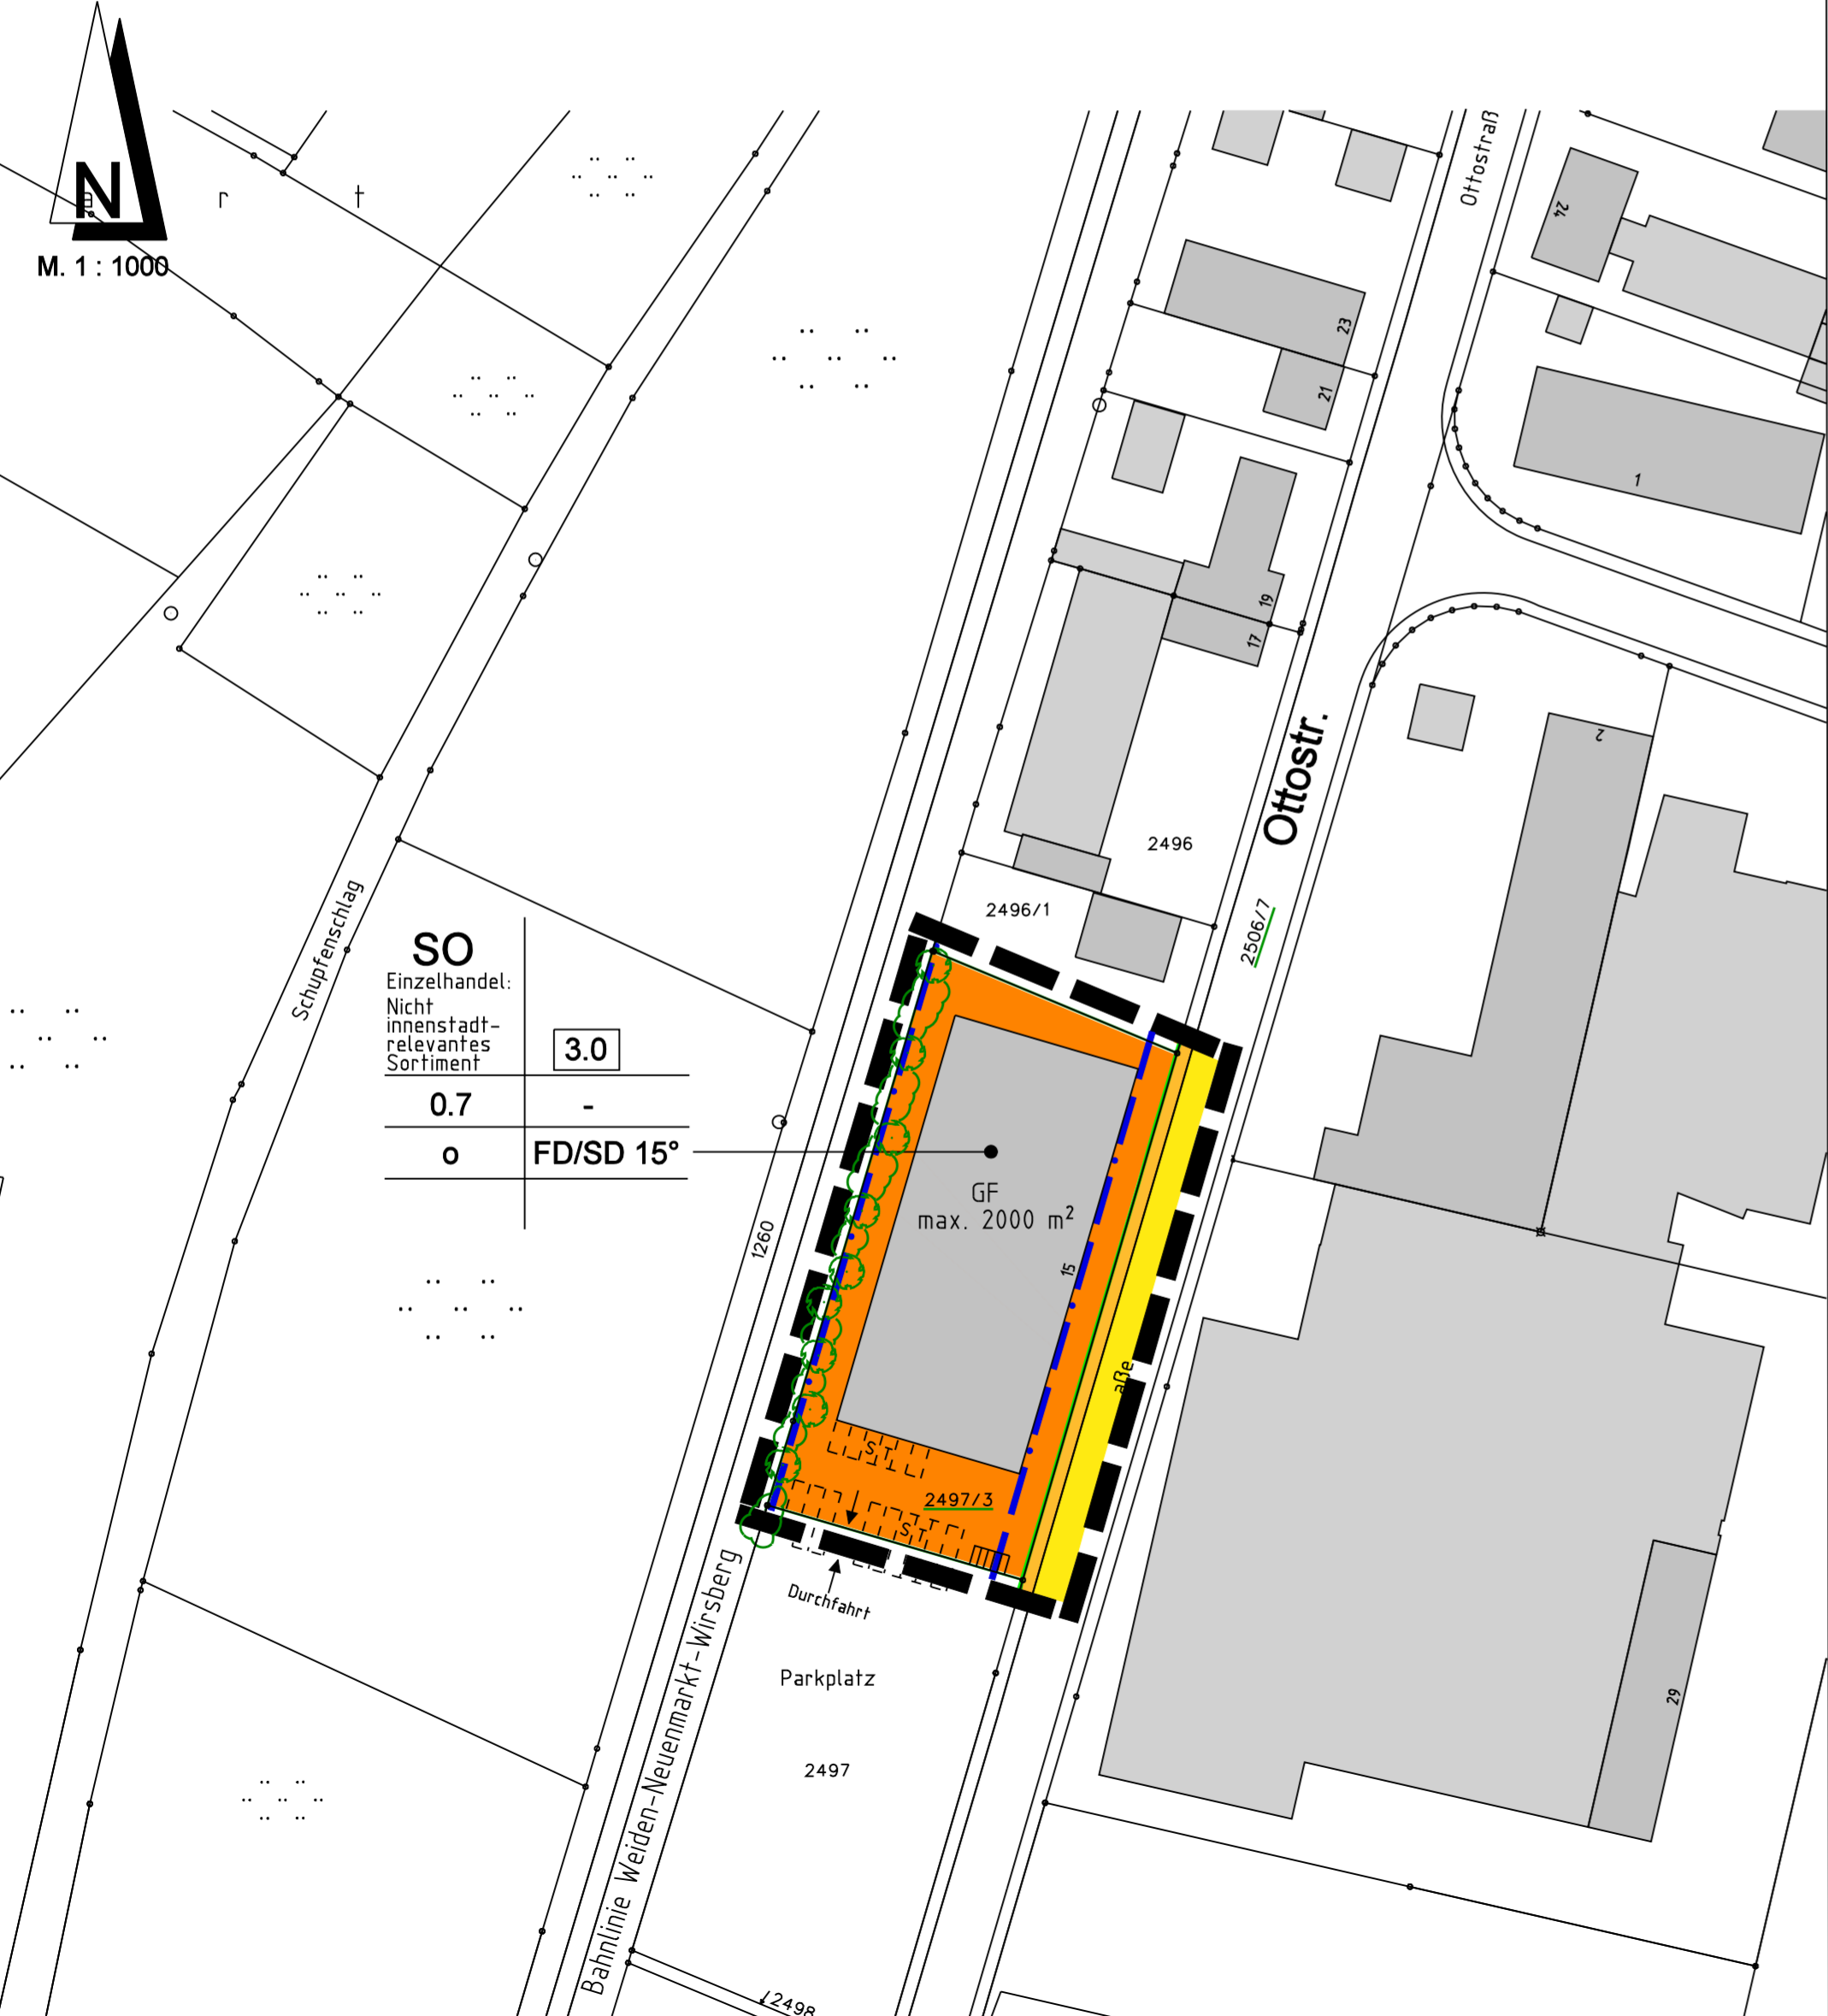 N
a
r
t
M. 1 : 1000
Ottostraß
24
23
21
1
19
17
2
Ottostr.
2496
2496/1
2506/7
Schupfenschlag
SO
Einzelhandel:
Nicht
innenstadt-
relevantes
Sortiment
3.0
0.7
-
o
FD/SD 15°
GF
max. 2000 m²
1260
15
aße
ST
2497/3
ST
Durchfahrt
Bahnlinie Weiden-Neuenmarkt-Wirsberg
Parkplatz
29
2497
2498